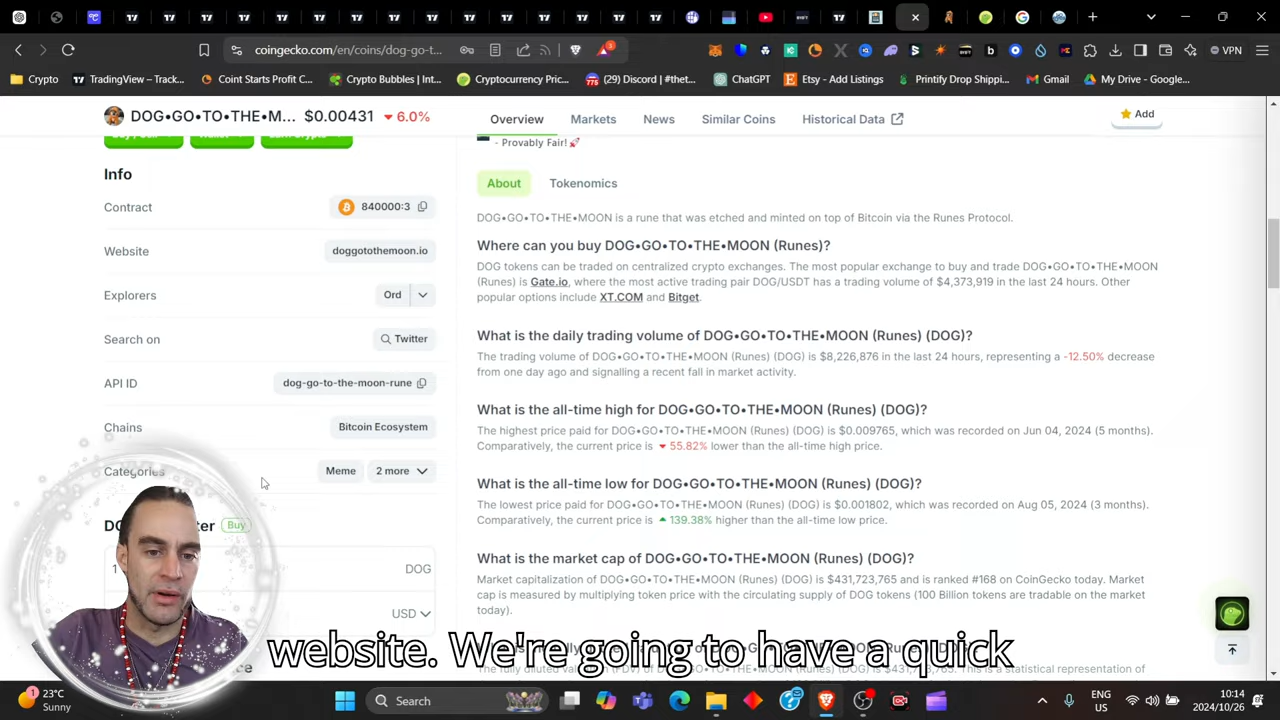 coingecko.com/en/coins/dog-go-t...
VPN
Crypto
TradingView – Track...
Coint Starts Profit C...
Crypto Bubbles | Int...
Cryptocurrency Pric...
(29) Discord | #thet...
ChatGPT
Etsy - Add Listings
Printify Drop Shippi...
Gmail
My Drive - Google...
DOG•GO•TO•THE•M... $0.00431 6.0%
Overview
Markets
News
Similar Coins
Historical Data
Add
- Provably Fair!🚀
Info
Contract
840000:3
Website
doggotothemoon.io
Explorers
Ord
Search on
Twitter
API ID
dog-go-to-the-moon-rune
Chains
Bitcoin Ecosystem
Categories
Meme
2 more
Buy
DOG
USD
About
Tokenomics
DOG•GO•TO•THE•MOON is a rune that was etched and minted on top of Bitcoin via the Runes Protocol.
Where can you buy DOG•GO•TO•THE•MOON (Runes)?
DOG tokens can be traded on centralized crypto exchanges. The most popular exchange to buy and trade DOG•GO•TO•THE•MOON
(Runes) is Gate.io, where the most active trading pair DOG/USDT has a trading volume of $4,373,919 in the last 24 hours. Other
popular options include XT.COM and Bitget.
What is the daily trading volume of DOG•GO•TO•THE•MOON (Runes) (DOG)?
The trading volume of DOG•GO•TO•THE•MOON (Runes) (DOG) is $8,226,876 in the last 24 hours, representing a -12.50% decrease
from one day ago and signalling a recent fall in market activity.
What is the all-time high for DOG•GO•TO•THE•MOON (Runes) (DOG)?
The highest price paid for DOG•GO•TO•THE•MOON (Runes) (DOG) is $0.009765, which was recorded on Jun 04, 2024 (5 months).
Comparatively, the current price is 55.82% lower than the all-time high price.
What is the all-time low for DOG•GO•TO•THE•MOON (Runes) (DOG)?
The lowest price paid for DOG•GO•TO•THE•MOON (Runes) (DOG) is $0.001802, which was recorded on Aug 05, 2024 (3 months).
Comparatively, the current price is 139.38% higher than the all-time low price.
What is the market cap of DOG•GO•TO•THE•MOON (Runes) (DOG)?
Market capitalization of DOG•GO•TO•THE•MOON (Runes) (DOG) is $431,723,765 and is ranked #168 on CoinGecko today. Market
cap is measured by multiplying token price with the circulating supply of DOG tokens (100 Billion tokens are tradable on the market
today).
website. We're going to have a quick
23°C
Sunny
Search
ENG
US
10:14
2024/10/26